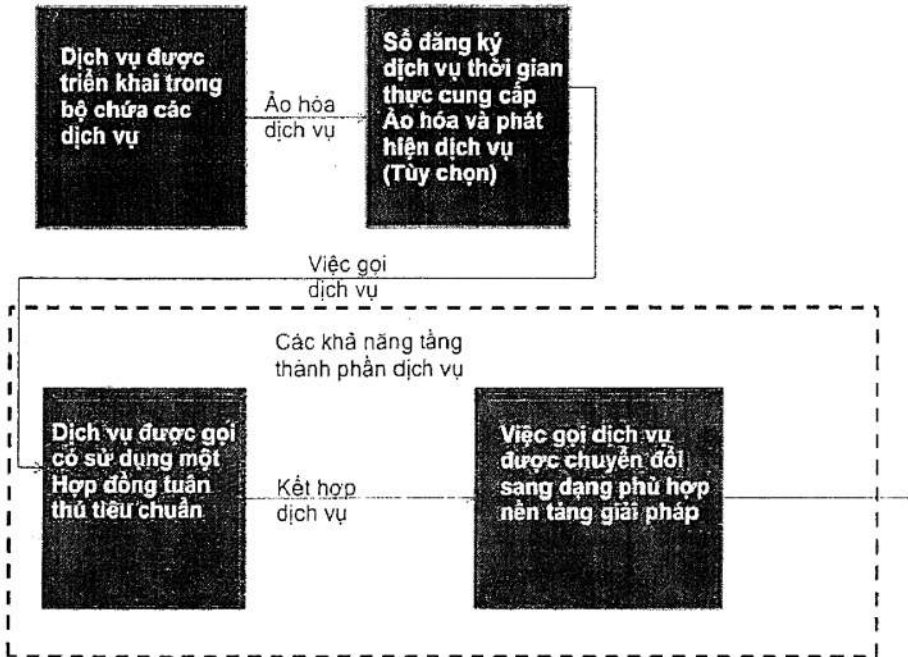 Dịch vụ được
triển khai trong
bộ chứa các
dịch vụ
Ảo hóa
dịch vụ
Sổ đăng ký
dịch vụ thời gian
thực cung cấp
Ảo hóa và phát
hiện dịch vụ
(Tùy chọn)
Việc gọi
dịch vụ
Các khả năng tầng
thành phần dịch vụ
Dịch vụ được gọi
có sử dụng một
Hợp đồng tuân
thủ tiêu chuẩn
Kết hợp
dịch vụ
Việc gọi dịch vụ
được chuyển đổi
sang dạng phù hợp
nền tảng giải pháp